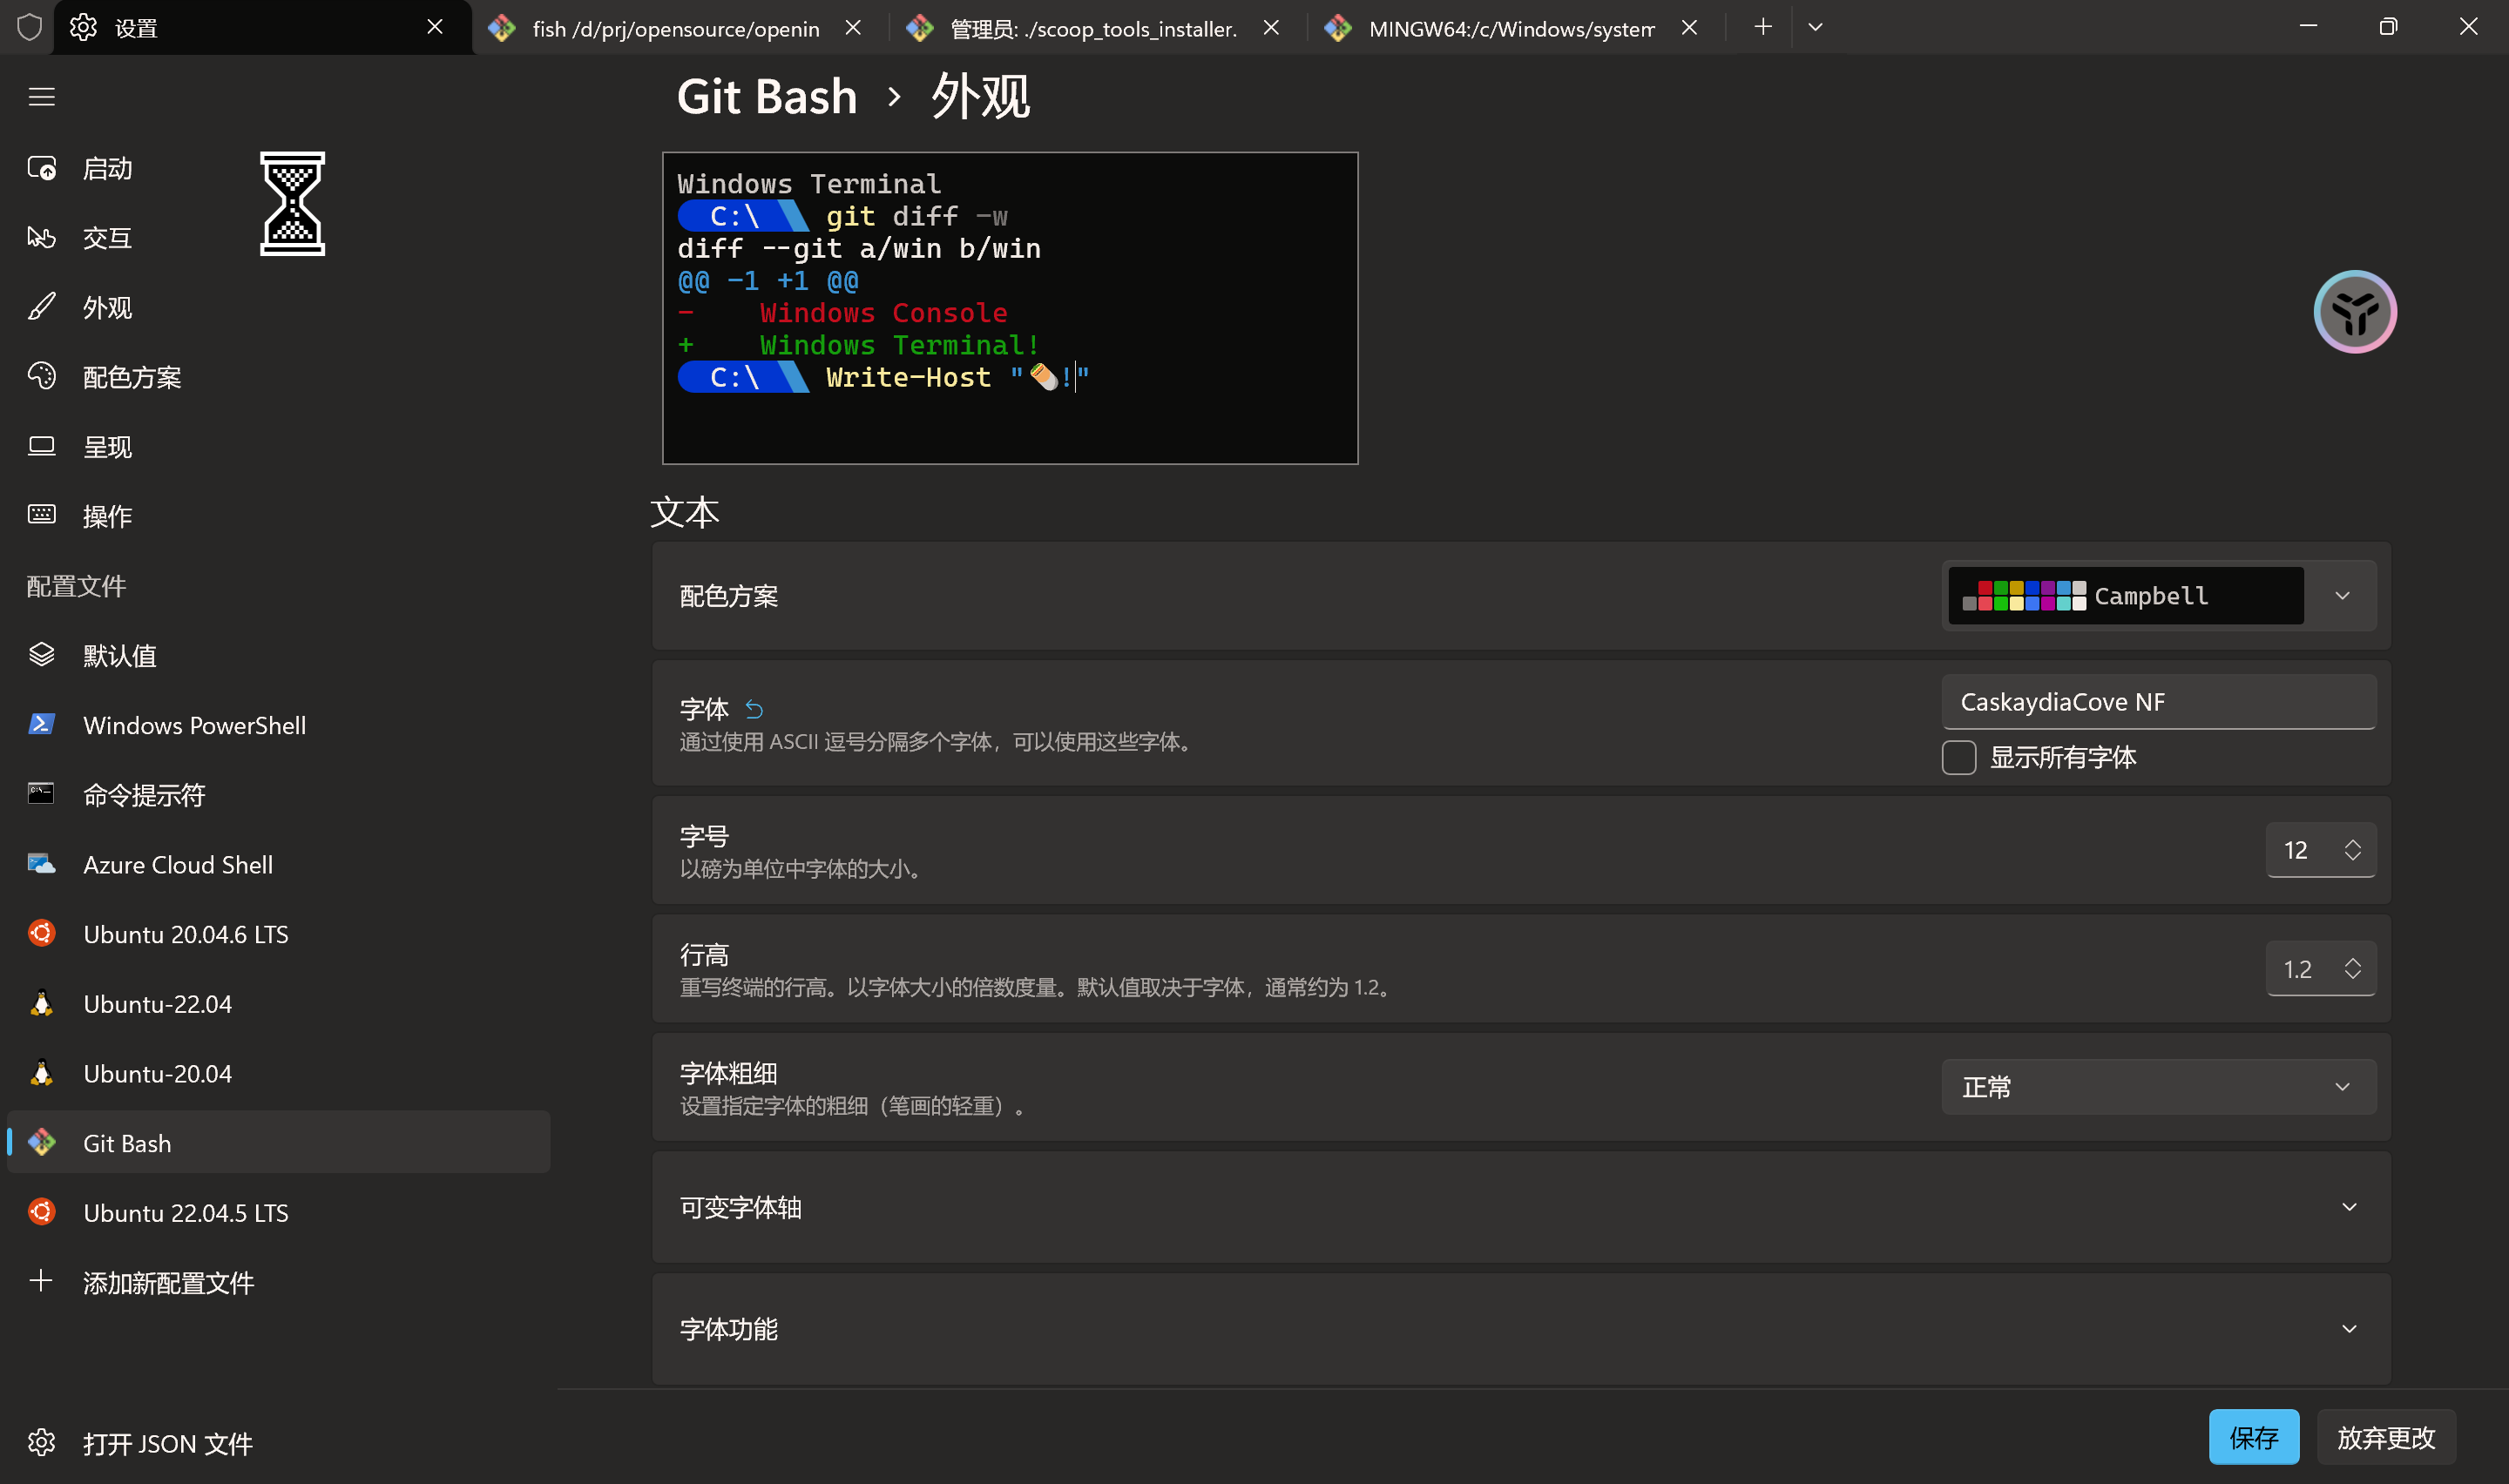 设置
fish /d/prj/opensource/openin
管理员: ./scoop_tools_installer.
MINGW64:/c/Windows/system
启动
交互
外观
配色方案
呈现
操作
配置文件
默认值
Windows PowerShell
命令提示符
Azure Cloud Shell
Ubuntu 20.04.6 LTS
Ubuntu-22.04
Ubuntu-20.04
Git Bash
Ubuntu 22.04.5 LTS
添加新配置文件
打开 JSON 文件
Git Bash › 外观
Windows Terminal
C:\ git diff -w
diff --git a/win b/win
@@ -1 +1 @@
-    Windows Console
+    Windows Terminal!
C:\ Write-Host "🌯!"
文本
配色方案
Campbell
字体
通过使用 ASCII 逗号分隔多个字体，可以使用这些字体。
CaskaydiaCove NF
显示所有字体
字号
以磅为单位中字体的大小。
12
行高
重写终端的行高。以字体大小的倍数度量。默认值取决于字体，通常约为 1.2。
1.2
字体粗细
设置指定字体的粗细（笔画的轻重）。
正常
可变字体轴
字体功能
保存
放弃更改